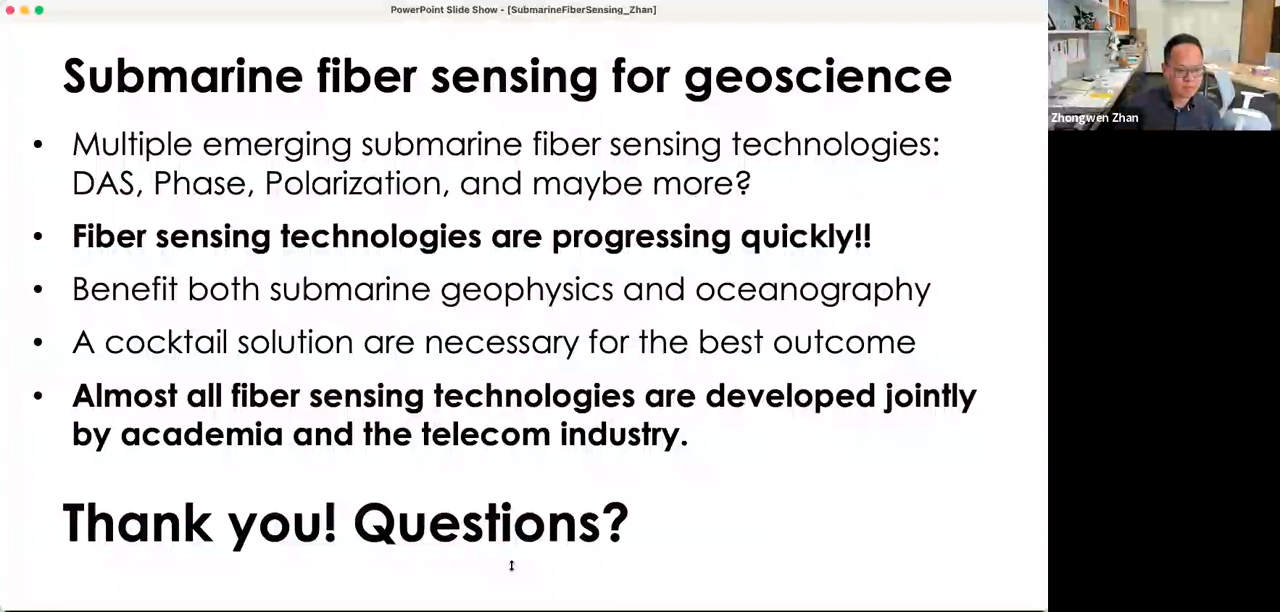 PowerPoint Slide Show - [SubmarineFiberSensing_Zhan]
Submarine fiber sensing for geoscience
• Multiple emerging submarine fiber sensing technologies:
DAS, Phase, Polarization, and maybe more?
• Fiber sensing technologies are progressing quickly!!
• Benefit both submarine geophysics and oceanography
• A cocktail solution are necessary for the best outcome
• Almost all fiber sensing technologies are developed jointly
by academia and the telecom industry.
Thank you! Questions?
Zhongwen Zhan